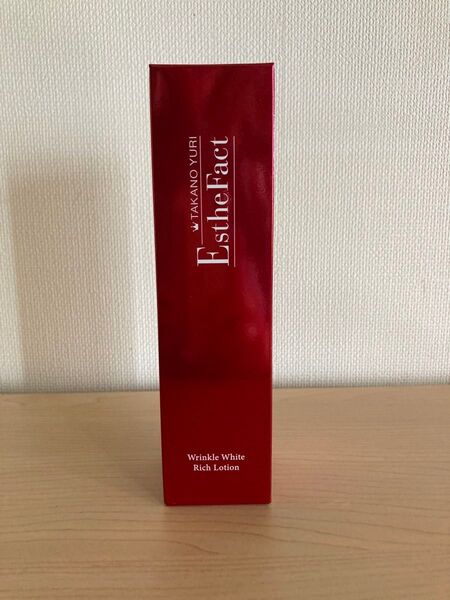 TAKANO YURI
EstheFact
Wrinkle White
Rich Lotion